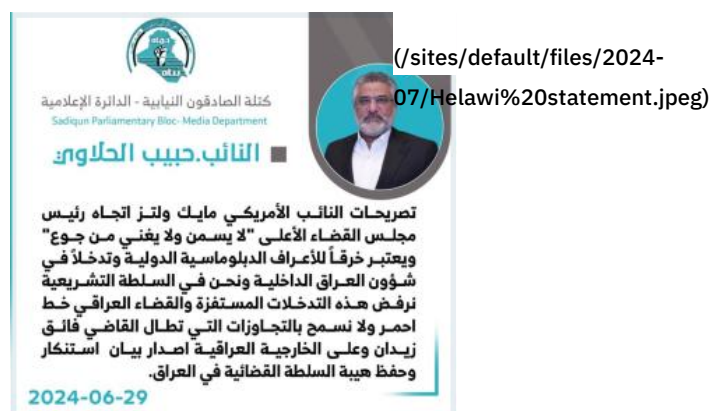 كتلة الصادقون النيابية - الدائرة الإعلامية
Sadiqun Parliamentary Bloc- Media Department
النائب.حبيب الحلاوي
تصريحات النائب الأمريكي مايك ولتز اتجاه رئيس
مجلس القضاء الأعلى "لا يسمن ولا يغني من جوع"
ويعتبر خرقاً للأعراف الدبلوماسية الدولية وتدخلاً في
شؤون العراق الداخلية ونحن في السلطة التشريعية
نرفض هذه التدخلات المستفزة والقضاء العراقي خط
احمر ولا نسمح بالتجاوزات التي تطال القاضي فائق
زيدان وعلى الخارجية العراقية اصدار بيان استنكار
وحفظ هيبة السلطة القضائية في العراق.
2024-06-29
(/sites/default/files/2024-
07/Helawi%20statement.jpeg)